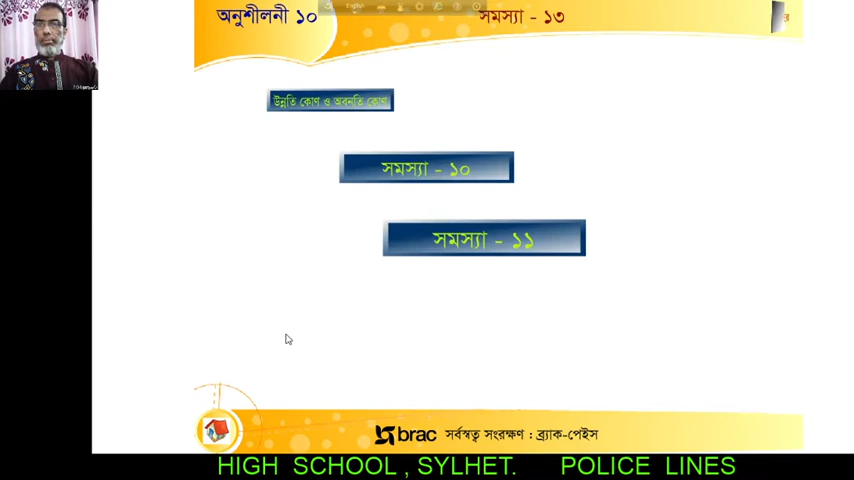 অনুশীলনী ১০
সমস্যা - ১৩
উন্নতি কোণ ও অবনতি কোণ
সমস্যা - ১০
সমস্যা - ১১
brac সর্বস্বত্ব সংরক্ষণ : ব্র্যাক-পেইস
HIGH SCHOOL , SYLHET. POLICE LINES